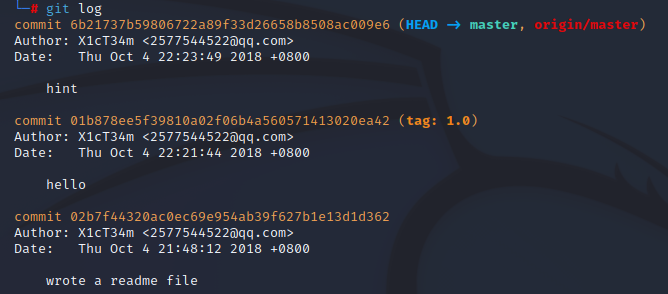 └─# git log
commit 6b21737b59806722a89f33d26658b8508ac009e6 (HEAD → master, origin/master)
Author: X1cT34m <2577544522@qq.com>
Date:   Thu Oct 4 22:23:49 2018 +0800
    hint
commit 01b878ee5f39810a02f06b4a560571413020ea42 (tag: 1.0)
Author: X1cT34m <2577544522@qq.com>
Date:   Thu Oct 4 22:21:44 2018 +0800
    hello
commit 02b7f44320ac0ec69e954ab39f627b1e13d1d362
Author: X1cT34m <2577544522@qq.com>
Date:   Thu Oct 4 21:48:12 2018 +0800
    wrote a readme file